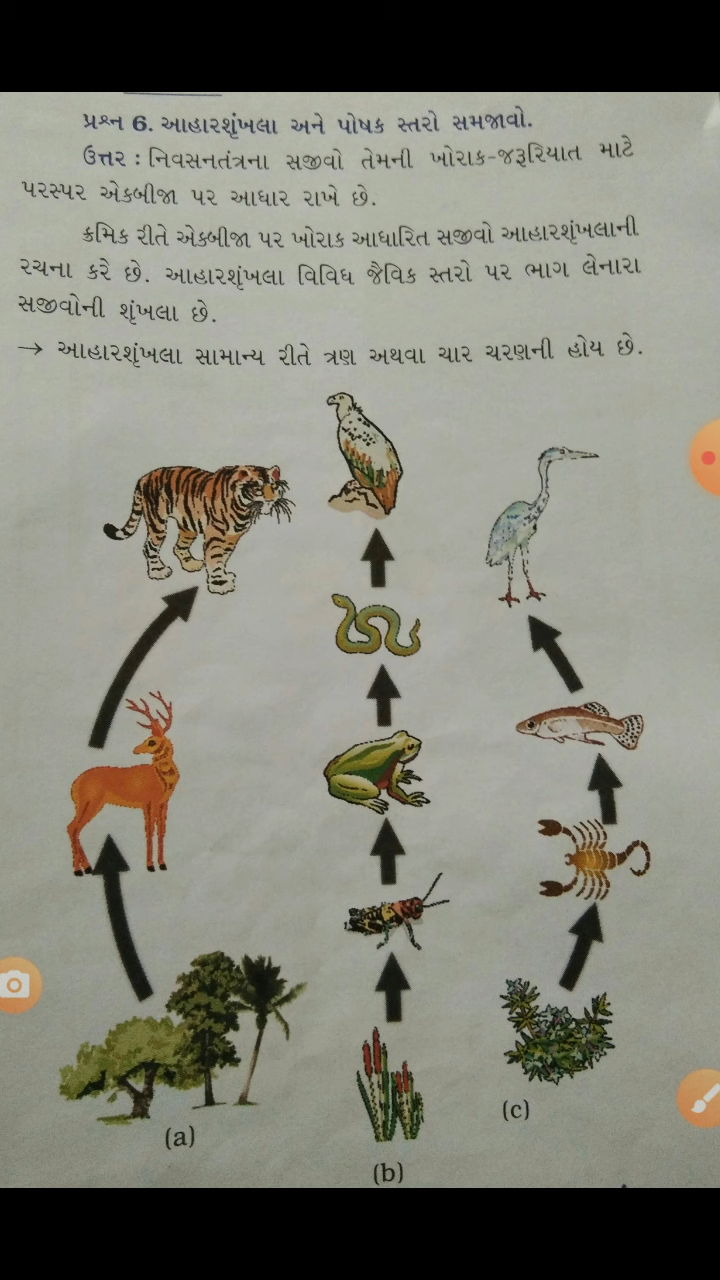 પ્રશ્ન 6. આહારશૃંખલા અને પોષક સ્તરો સમજાવો.
ઉત્તર : નિવસનતંત્રના સજીવો તેમની ખોરાક-જરૂરિયાત માટે
પરસ્પર એકબીજા પર આધાર રાખે છે.
ક્રમિક રીતે એકબીજા પર ખોરાક આધારિત સજીવો આહારશૃંખલાની
રચના કરે છે. આહારશૃંખલા વિવિધ જૈવિક સ્તરો પર ભાગ લેનારા
સજીવોની શૃંખલા છે.
→ આહારશૃંખલા સામાન્ય રીતે ત્રણ અથવા ચાર ચરણની હોય છે.
(a)
(b)
(c)